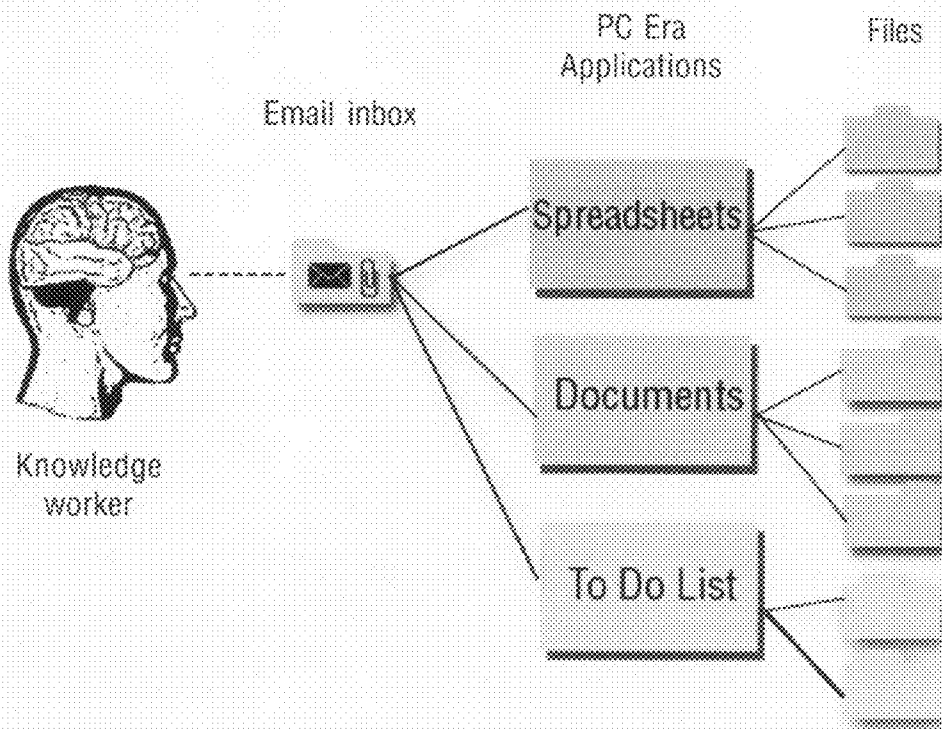 PC Era
Applications
Files
Email inbox
Spreadsheets
Documents
Knowledge
worker
To Do List